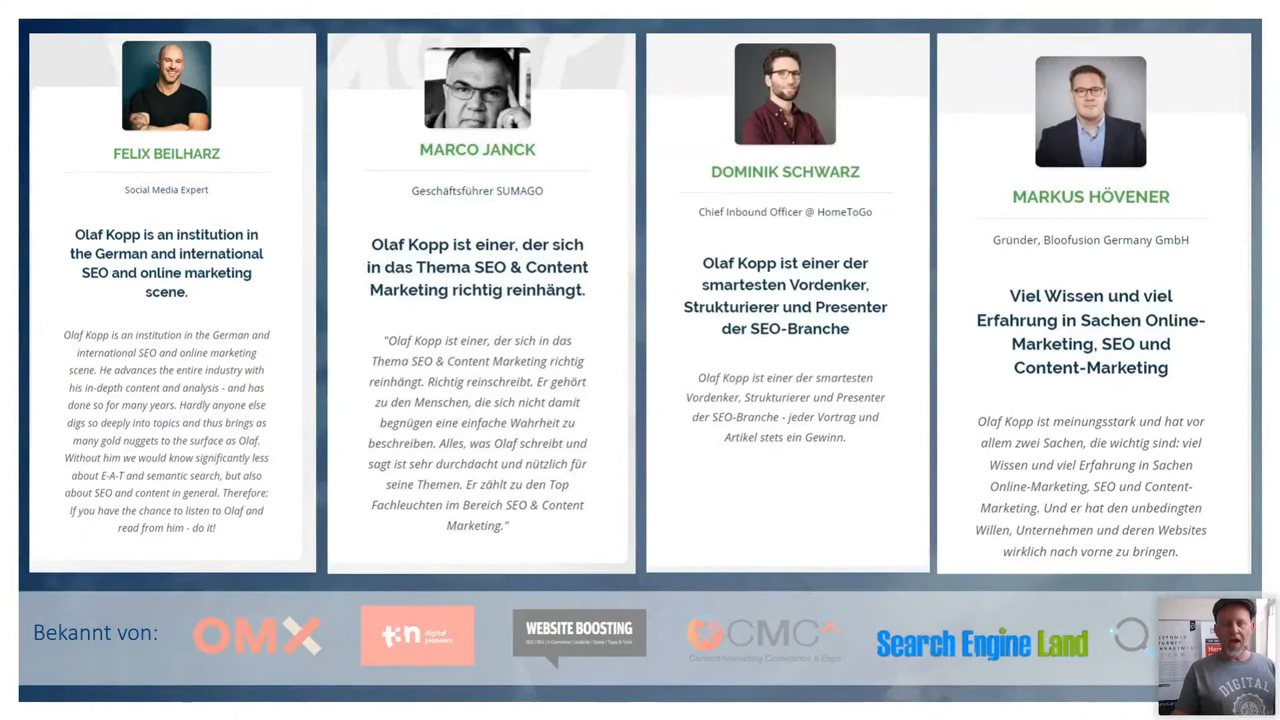 FELIX BEILHARZ
Social Media Expert
Olaf Kopp is an institution in
the German and international
SEO and online marketing
scene.
Olaf Kopp is an institution in the German and
international SEO and online marketing
scene. He advances the entire industry with
his in-depth content and analysis - and has
done so for many years. Hardly anyone else
digs so deeply into topics and thus brings as
many gold nuggets to the surface as Olaf.
Without him we would know significantly less
about E-A-T and semantic search, but also
about SEO and content in general. Therefore:
If you have the chance to listen to Olaf and
read from him - do it!
MARCO JANCK
Geschäftsführer SUMAGO
Olaf Kopp ist einer, der sich
in das Thema SEO & Content
Marketing richtig reinhängt.
"Olaf Kopp ist einer, der sich in das
Thema SEO & Content Marketing richtig
reinhängt. Richtig reinschreibt. Er gehört
zu den Menschen, die sich nicht damit
begnügen eine einfache Wahrheit zu
beschreiben. Alles, was Olaf schreibt und
sagt ist sehr durchdacht und nützlich für
seine Themen. Er zählt zu den Top
Fachleuchten im Bereich SEO & Content
Marketing."
DOMINIK SCHWARZ
Chief Inbound Officer @ HomeToGo
Olaf Kopp ist einer der
smartesten Vordenker,
Strukturierer und Presenter
der SEO-Branche
Olaf Kopp ist einer der smartesten
Vordenker, Strukturierer und Presenter
der SEO-Branche - jeder Vortrag und
Artikel stets ein Gewinn.
MARKUS HÖVENER
Gründer, Bloofusion Germany GmbH
Viel Wissen und viel
Erfahrung in Sachen Online-
Marketing, SEO und
Content-Marketing
Olaf Kopp ist meinungsstark und hat vor
allem zwei Sachen, die wichtig sind: viel
Wissen und viel Erfahrung in Sachen
Online-Marketing, SEO und Content-
Marketing. Und er hat den unbedingten
Willen, Unternehmen und deren Websites
wirklich nach vorne zu bringen.
Bekannt von:
OMX
t3n digital
pioneers
WEBSITE BOOSTING
CMCX
Content-Marketing Conference & Expo
Search Engine Land
DIGITAL